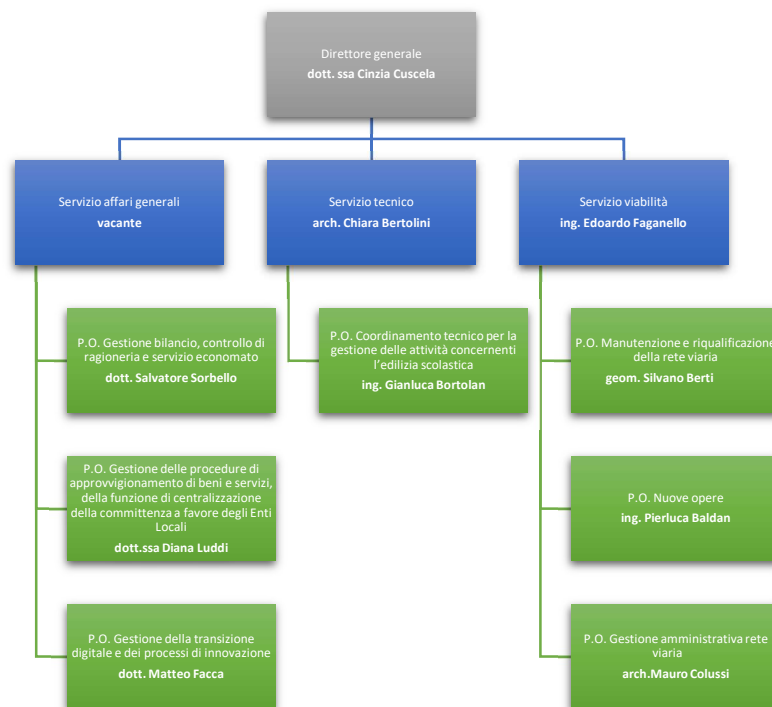 Direttore generale
dott. ssa Cinzia Cuscela
Servizio affari generali
vacante
Servizio tecnico
arch. Chiara Bertolini
Servizio viabilità
ing. Edoardo Faganello
P.O. Gestione bilancio, controllo di
ragioneria e servizio economato
dott. Salvatore Sorbello
P.O. Coordinamento tecnico per la
gestione delle attività concernenti
l'edilizia scolastica
ing. Gianluca Bortolan
P.O. Manutenzione e riqualificazione
della rete viaria
geom. Silvano Berti
P.O. Gestione delle procedure di
approvvigionamento di beni e servizi,
della funzione di centralizzazione
della committenza a favore degli Enti
Locali
dott.ssa Diana Luddi
P.O. Nuove opere
ing. Pierluca Baldan
P.O. Gestione della transizione
digitale e dei processi di innovazione
dott. Matteo Facca
P.O. Gestione amministrativa rete
viaria
arch.Mauro Colussi